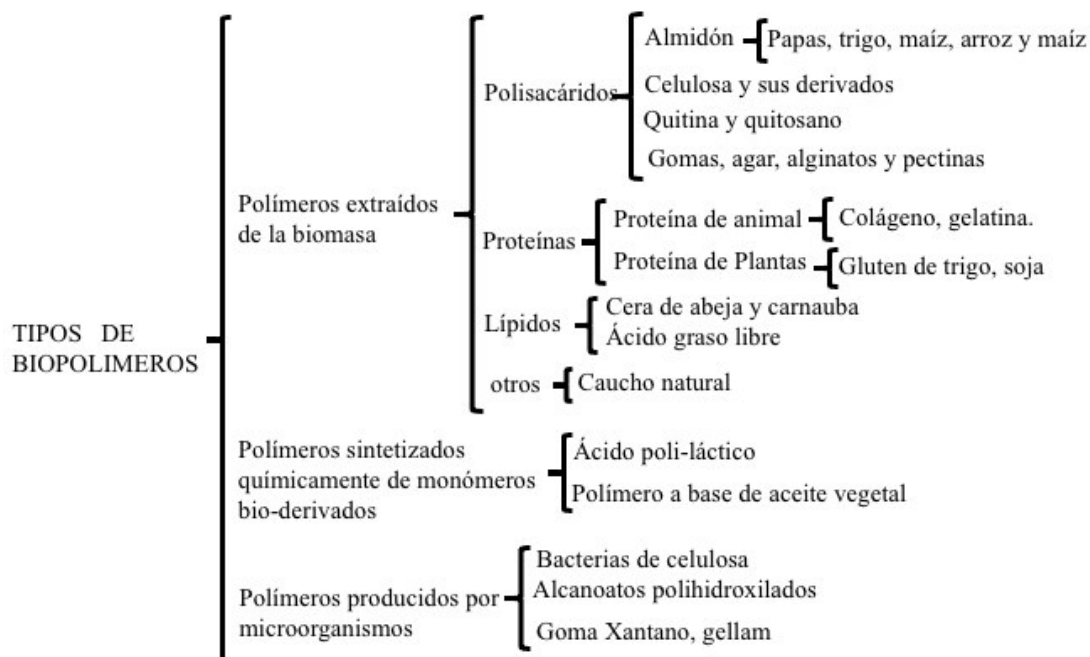 TIPOS DE
BIOPOLIMEROS
Polímeros extraídos
de la biomasa
Polisacáridos
Almidón
Papas, trigo, maíz, arroz y maíz
Celulosa y sus derivados
Quitina y quitosano
Gomas, agar, alginatos y pectinas
Proteínas
Proteína de animal
Colágeno, gelatina.
Proteína de Plantas
Gluten de trigo, soja
Lípidos
Cera de abeja y carnauba
Ácido graso libre
otros
Caucho natural
Polímeros sintetizados
químicamente de monómeros
bio-derivados
Ácido poli-láctico
Polímero a base de aceite vegetal
Polímeros producidos por
microorganismos
Bacterias de celulosa
Alcanoatos polihidroxilados
Goma Xantano, gellam